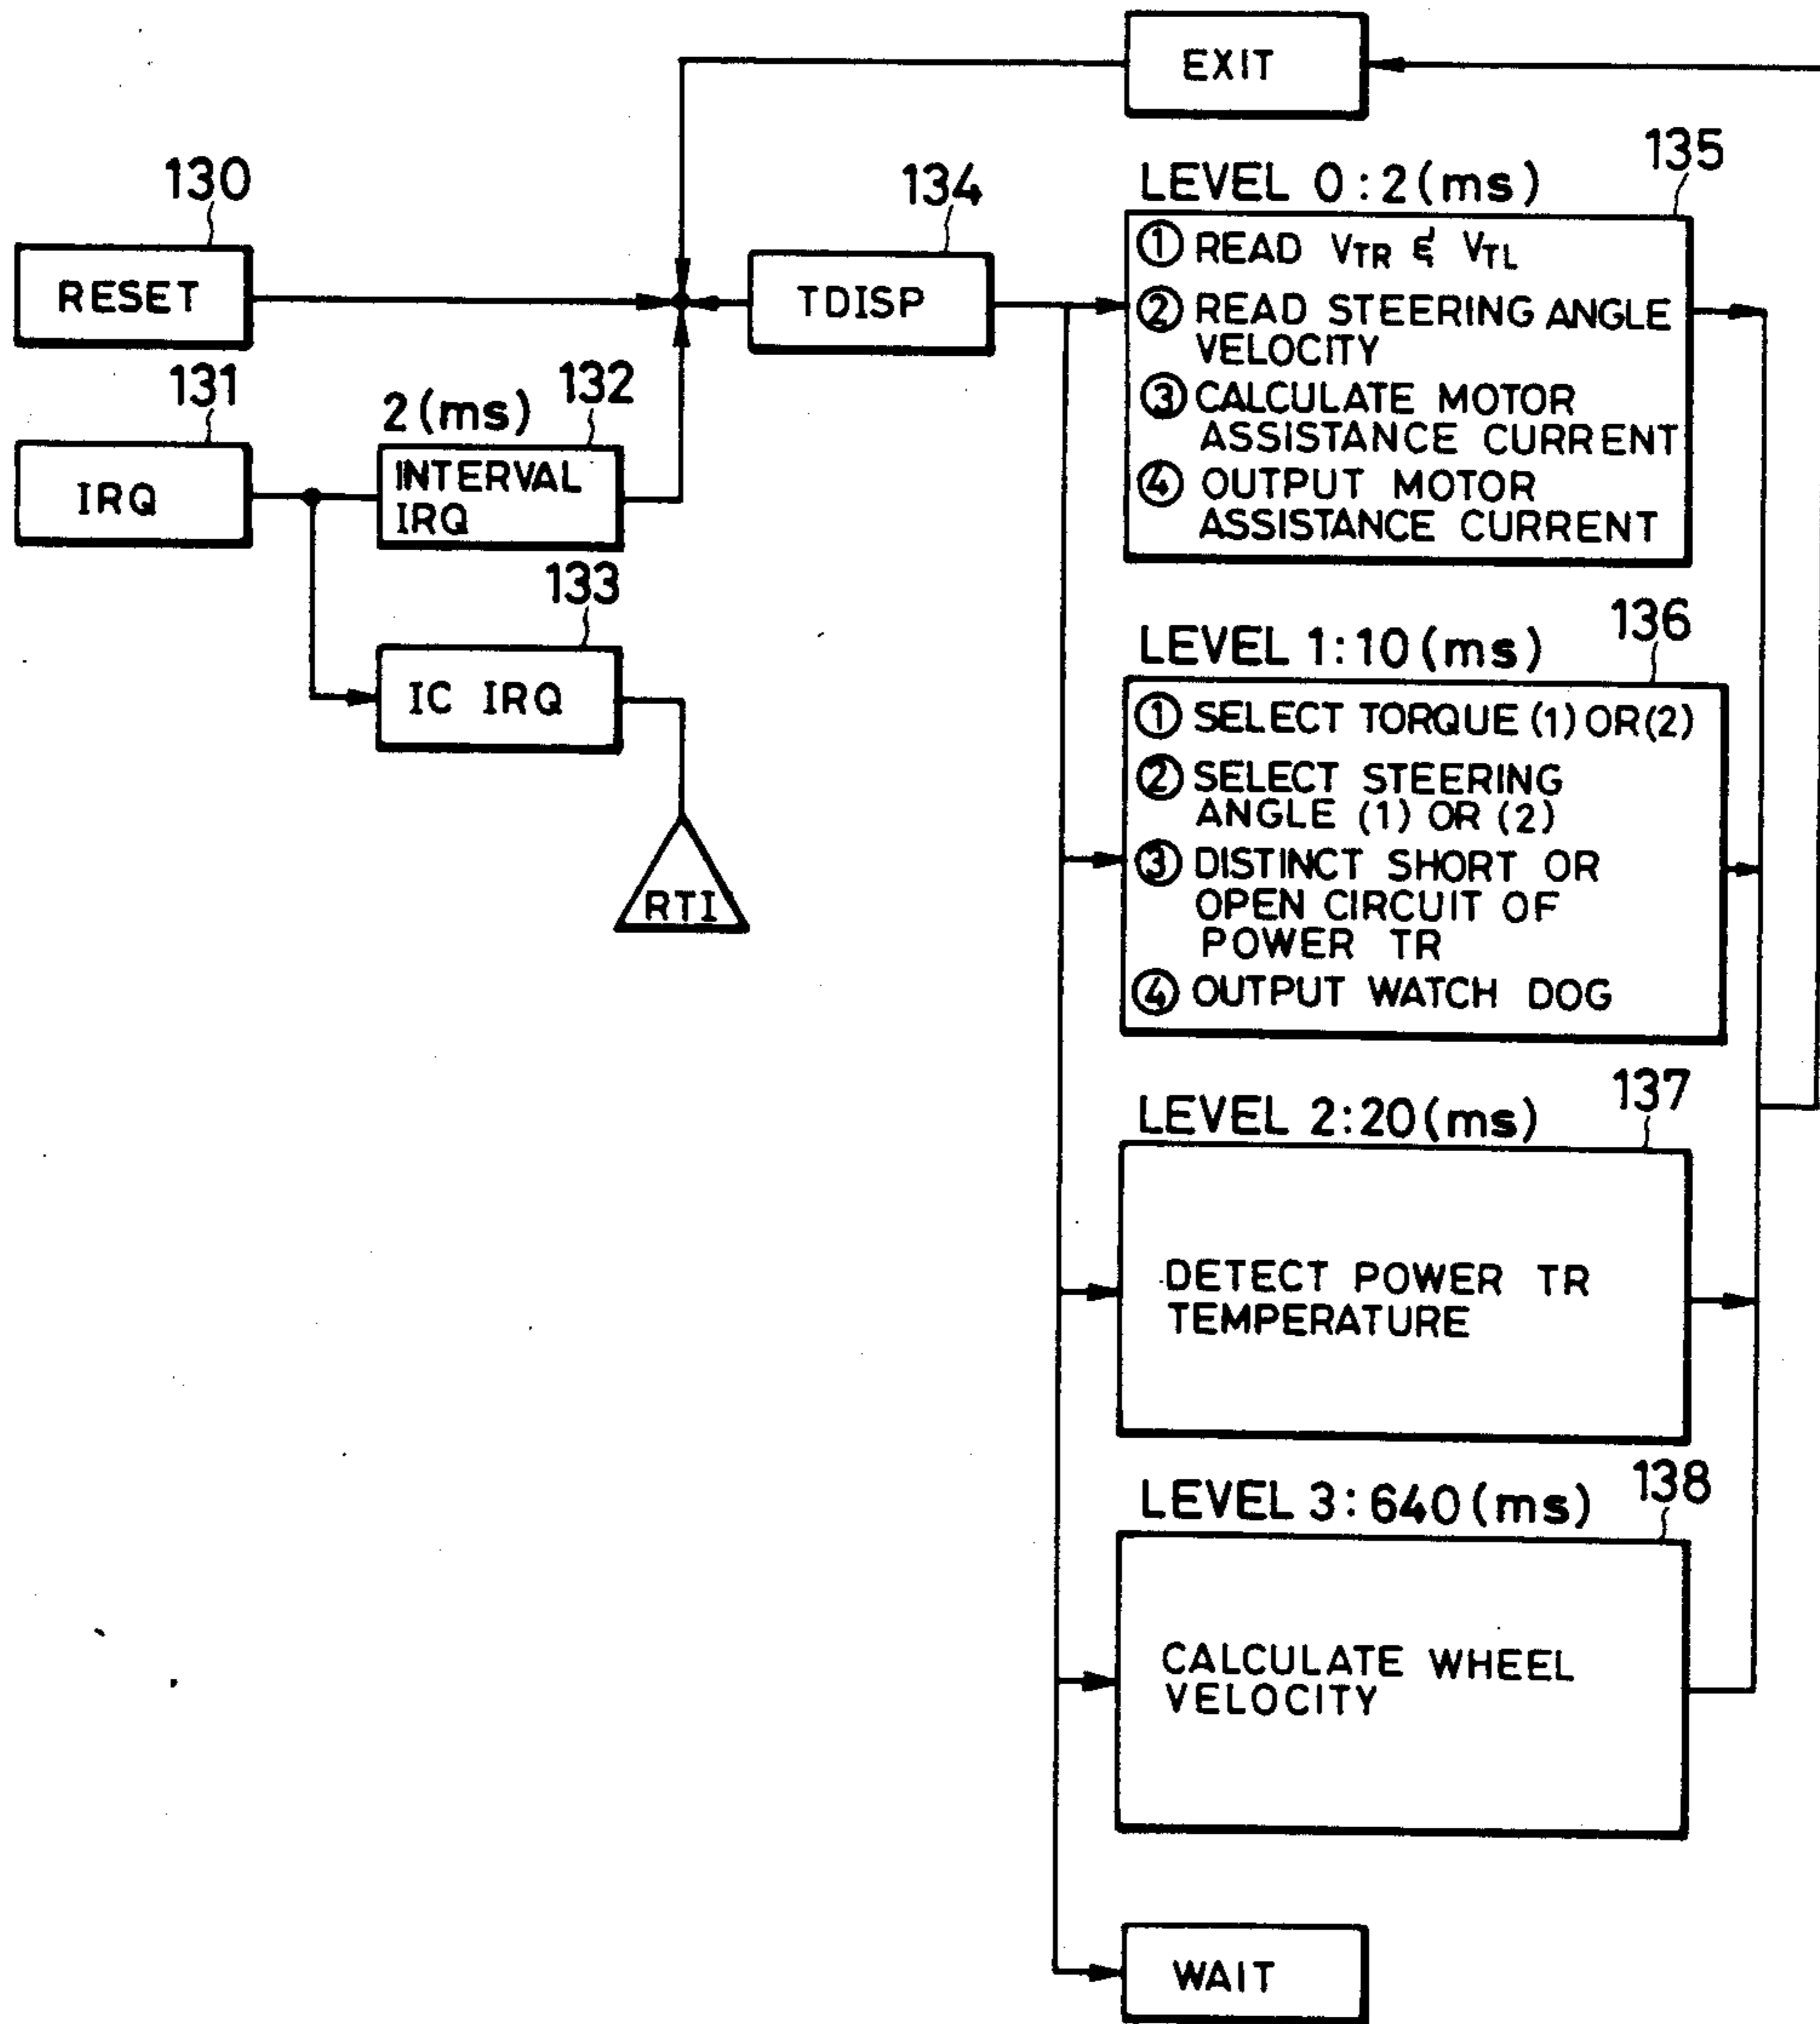 EXIT
130
RESET
131
IRQ
2(ms)
132
INTERVAL
IRQ
133
IC IRQ
RTI
134
TDISP
LEVEL 0:2(ms)
135
① READ VTR & VTL
② READ STEERING ANGLE
VELOCITY
③ CALCULATE MOTOR
ASSISTANCE CURRENT
④ OUTPUT MOTOR
ASSISTANCE CURRENT
LEVEL 1:10(ms)
136
① SELECT TORQUE (1) OR (2)
② SELECT STEERING
ANGLE (1) OR (2)
③ DISTINCT SHORT OR
OPEN CIRCUIT OF
POWER TR
④ OUTPUT WATCH DOG
LEVEL 2:20(ms)
137
DETECT POWER TR
TEMPERATURE
LEVEL 3:640(ms)
138
CALCULATE WHEEL
VELOCITY
WAIT